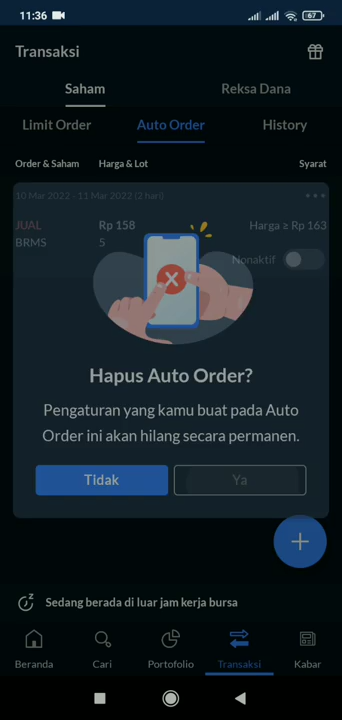 11:36
67
Transaksi
Saham
Reksa Dana
Limit Order
Auto Order
History
Order & Saham
Harga & Lot
Syarat
10 Mar 2022 - 11 Mar 2022 (2 hari)
JUAL
Rp 158
Harga ≥ Rp 163
BRMS
5
Nonaktif
Hapus Auto Order?
Pengaturan yang kamu buat pada Auto
Order ini akan hilang secara permanen.
Tidak
Ya
Sedang berada di luar jam kerja bursa
Beranda
Cari
Portofolio
Transaksi
Kabar